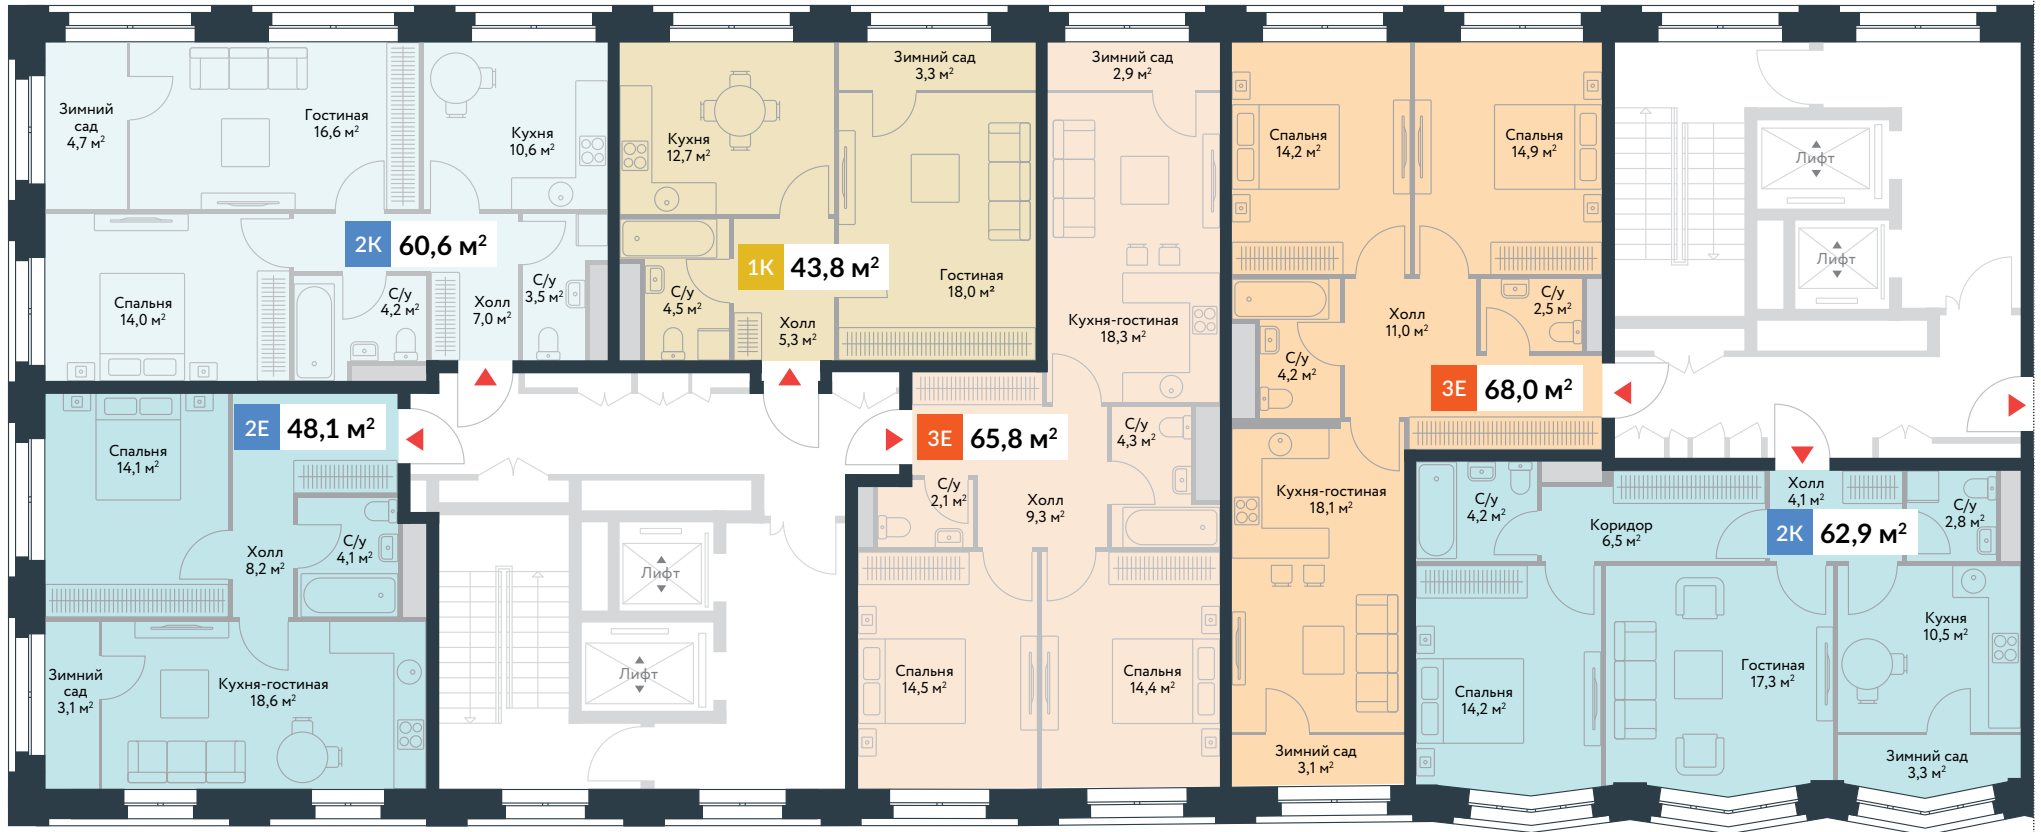 Зимний
сад
4,7 м²
Гостиная
16,6 м²
Кухня
10,6 м²
2К 60,6 м²
Спальня
14,0 м²
С/у
4,2 м²
Холл
7,0 м²
С/у
3,5 м²
Кухня
12,7 м²
Зимний сад
3,3 м²
1К 43,8 м²
С/у
4,5 м²
Холл
5,3 м²
Гостиная
18,0 м²
Зимний сад
2,9 м²
Кухня-гостиная
18,3 м²
3Е 65,8 м²
С/у
4,3 м²
С/у
2,1 м²
Холл
9,3 м²
Спальня
14,5 м²
Спальня
14,4 м²
Спальня
14,2 м²
Спальня
14,9 м²
С/у
2,5 м²
Холл
11,0 м²
С/у
4,2 м²
3Е 68,0 м²
Кухня-гостиная
18,1 м²
Зимний сад
3,1 м²
Лифт
Лифт
2Е 48,1 м²
Спальня
14,1 м²
Холл
8,2 м²
С/у
4,1 м²
Зимний
сад
3,1 м²
Кухня-гостиная
18,6 м²
Лифт
Лифт
С/у
4,2 м²
Коридор
6,5 м²
Холл
4,1 м²
2К 62,9 м²
С/у
2,8 м²
Спальня
14,2 м²
Гостиная
17,3 м²
Кухня
10,5 м²
Зимний сад
3,3 м²